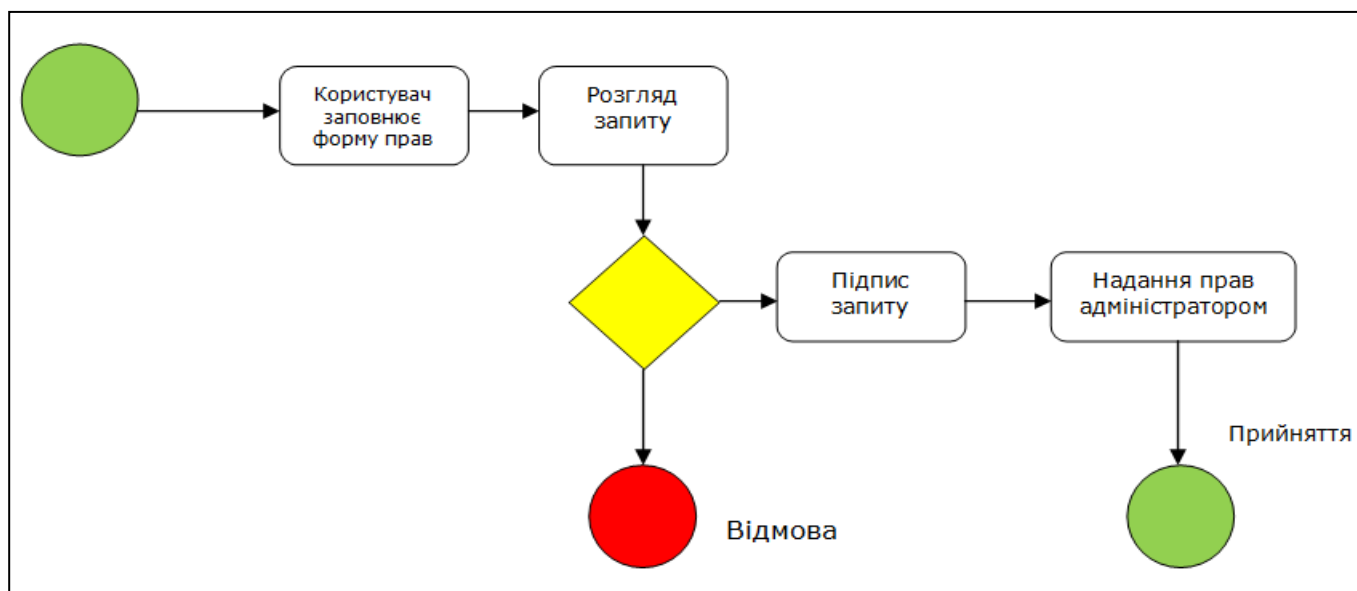 Користувач
заповнює
форму прав
Розгляд
запиту
Підпис
запиту
Надання прав
адміністратором
Прийняття
Відмова